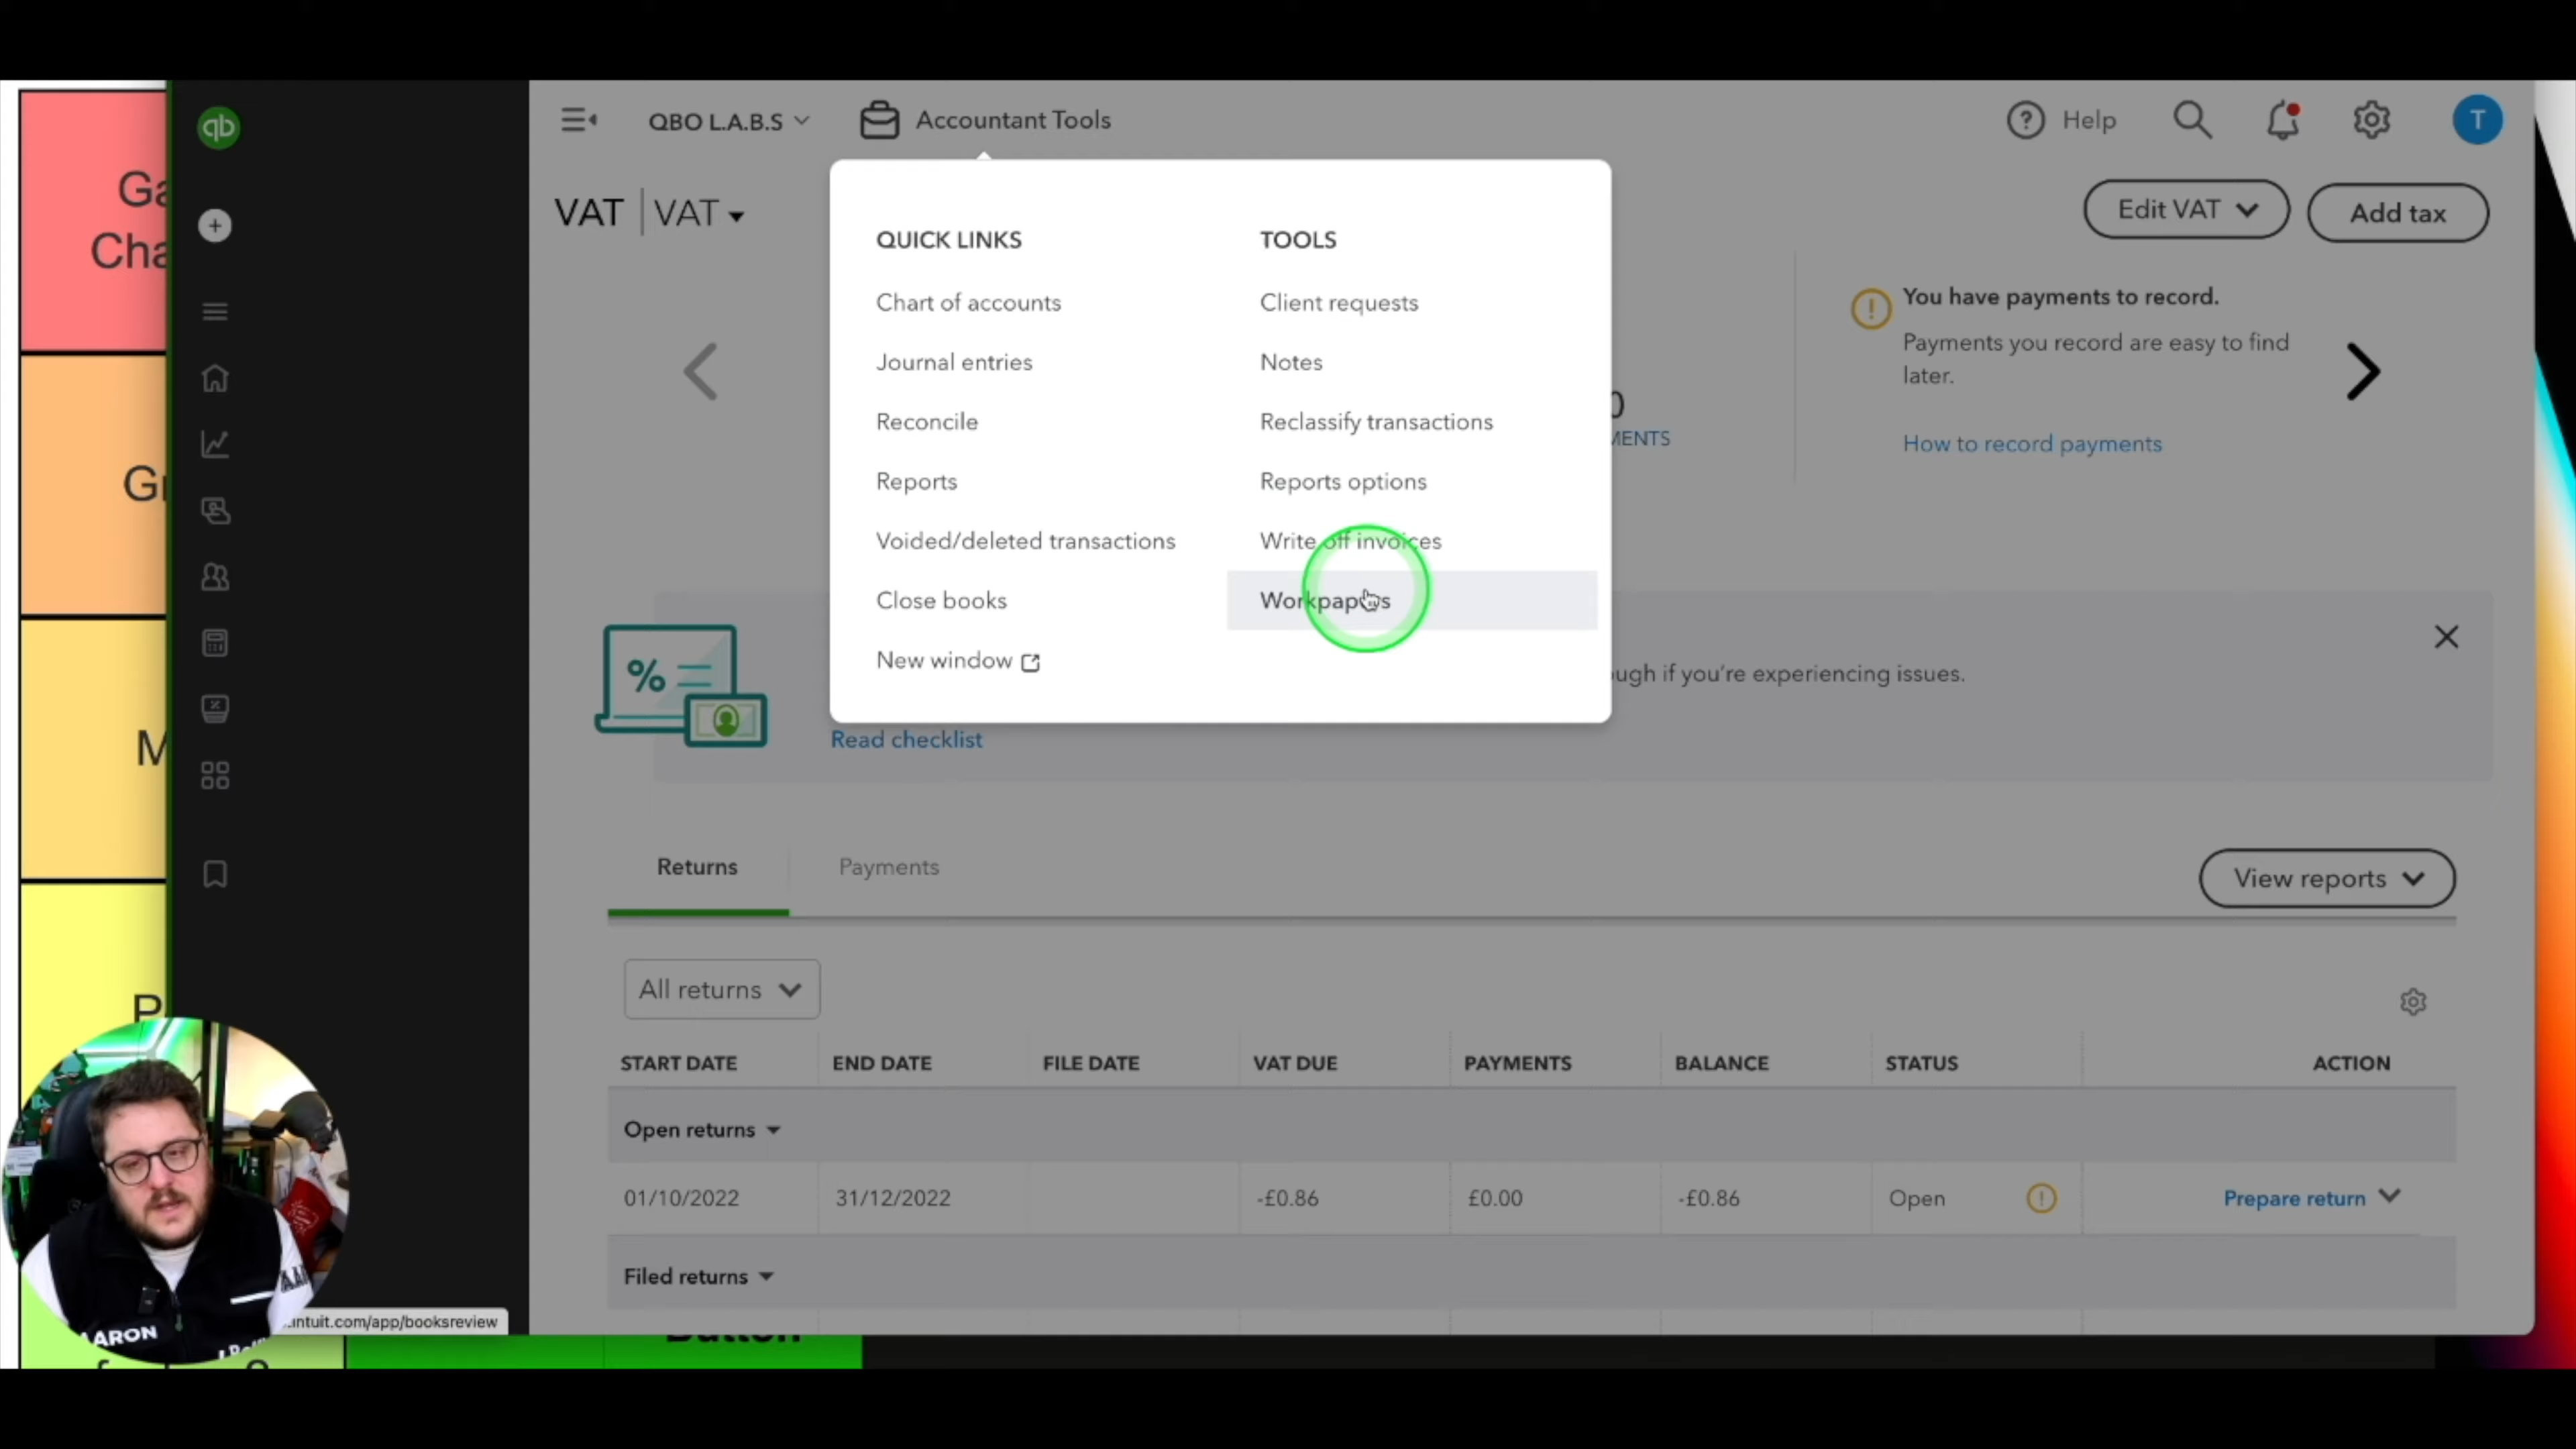 qb
QBO L.A.B.S
Accountant Tools
Help
T
VAT
VAT
Edit VAT
Add tax
QUICK LINKS
Chart of accounts
Journal entries
Reconcile
Reports
Voided/deleted transactions
Close books
New window
TOOLS
Client requests
Notes
Reclassify transactions
Reports options
Write off invoices
Workpapers
You have payments to record.
Payments you record are easy to find
later.
How to record payments
if you're experiencing issues.
%
Read checklist
Returns
Payments
View reports
All returns
START DATE
END DATE
FILE DATE
VAT DUE
PAYMENTS
BALANCE
STATUS
ACTION
Open returns
01/10/2022
31/12/2022
-£0.86
£0.00
-£0.86
Open
Prepare return
Filed returns
intuit.com/app/booksreview
AARON